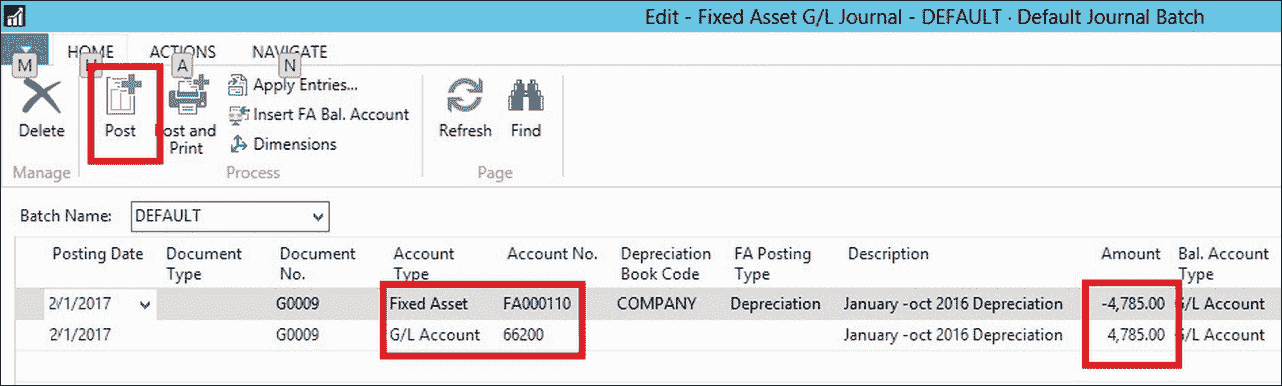 Edit - Fixed Asset G/L Journal - DEFAULT · Default Journal Batch
HOME ACTIONS NAVIGATE
M H A N
Delete
Post
Post and Print
Apply Entries...
Insert FA Bal. Account
Dimensions
Refresh
Find
Manage Process Page
Batch Name: DEFAULT
Posting Date Document Type Document No. Account Type Account No. Depreciation Book Code FA Posting Type Description Amount Bal. Account Type
2/1/2017 G0009 Fixed Asset FA000110 COMPANY Depreciation January -oct 2016 Depreciation -4,785.00 G/L Account
2/1/2017 G0009 G/L Account 66200 January -oct 2016 Depreciation 4,785.00 G/L Account